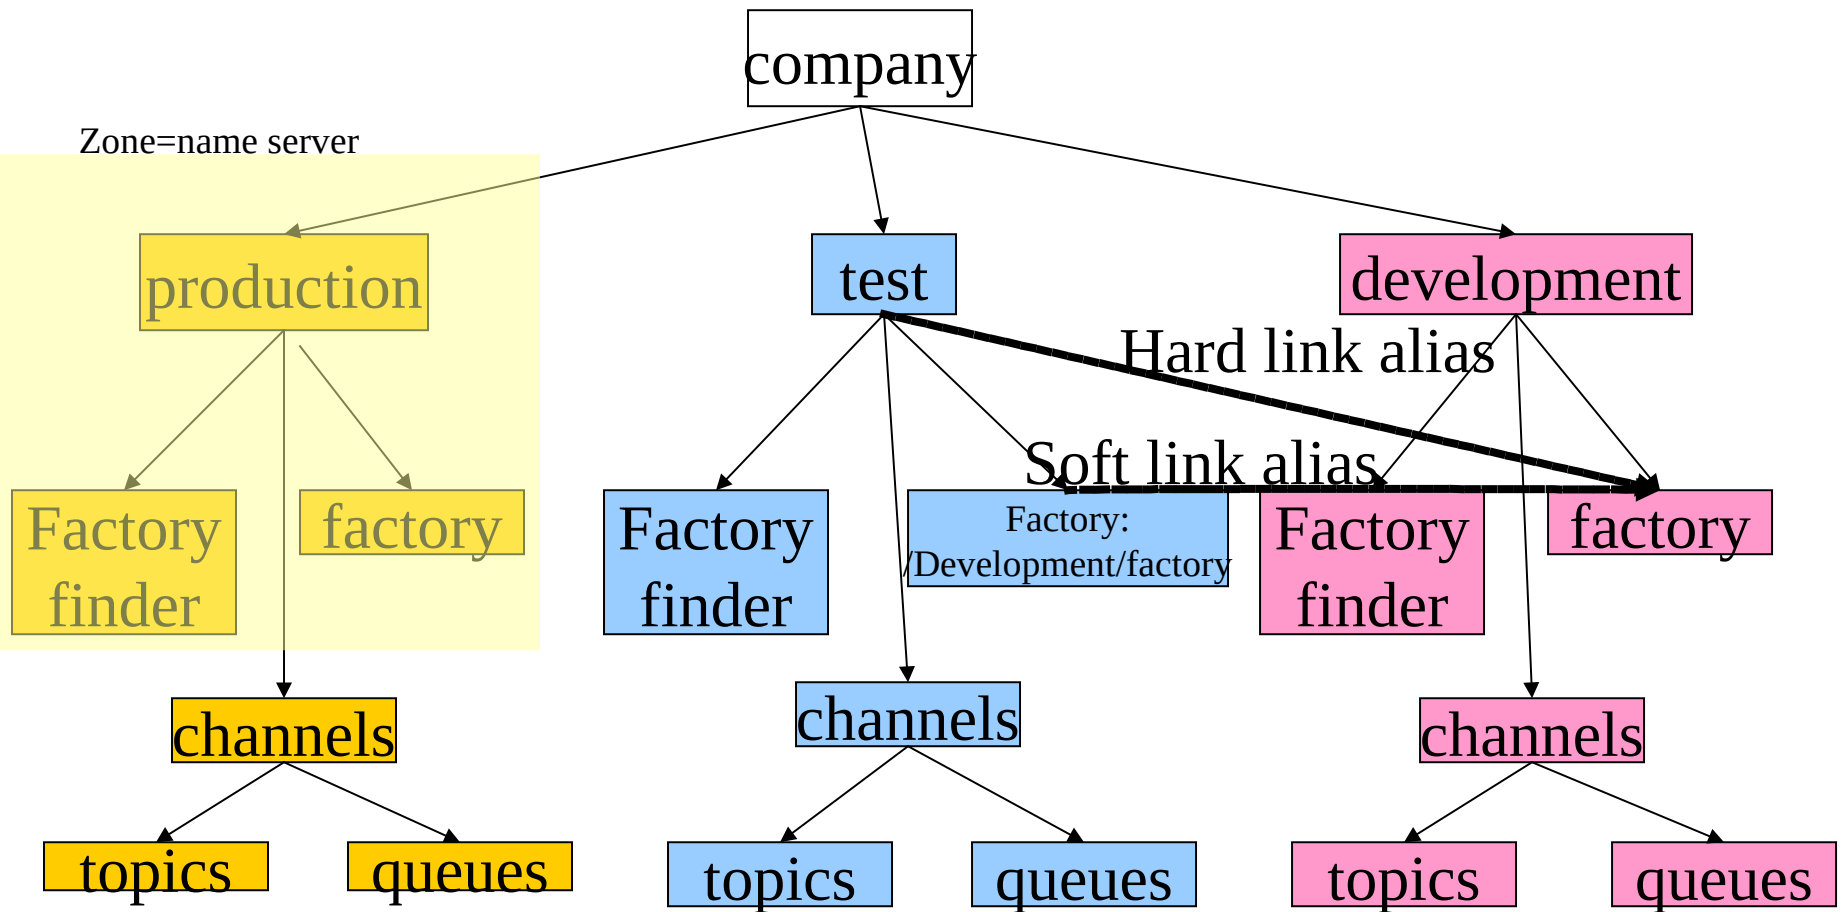 company
Zone=name server
production
test
development
Hard link alias
Soft link alias
Factory
finder
factory
Factory
finder
Factory:
/Development/factory
Factory
finder
factory
channels
channels
channels
topics
queues
topics
queues
topics
queues